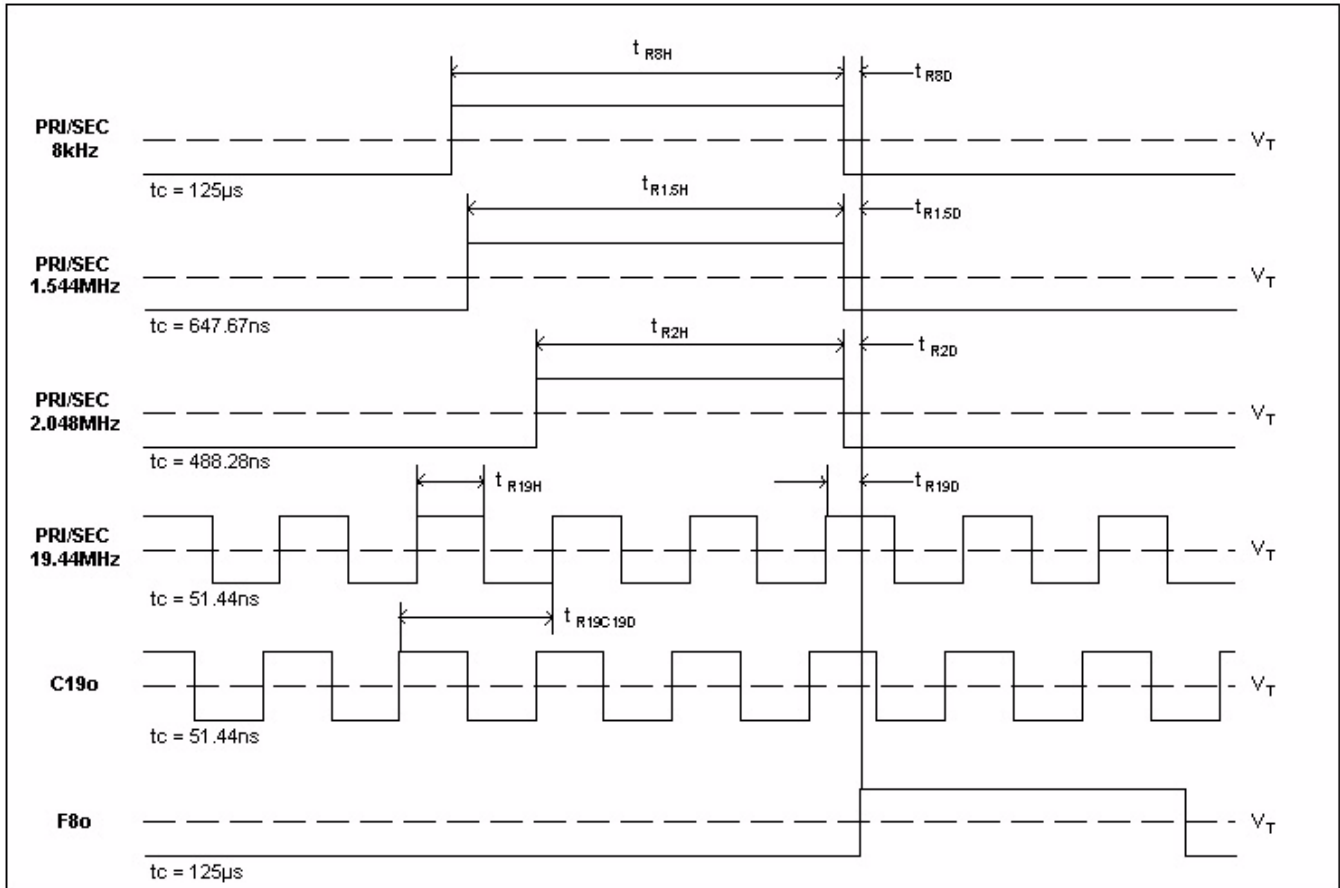 t R8H
t R8D
PRI/SEC
8kHz
V T
tc = 125µs
t R1.5H
t R1.5D
PRI/SEC
1.544MHz
V T
tc = 647.67ns
t R2H
t R2D
PRI/SEC
2.048MHz
V T
tc = 488.28ns
t R19H
t R19D
PRI/SEC
19.44MHz
V T
tc = 51.44ns
t R19C19D
C19o
V T
tc = 51.44ns
F8o
V T
tc = 125µs